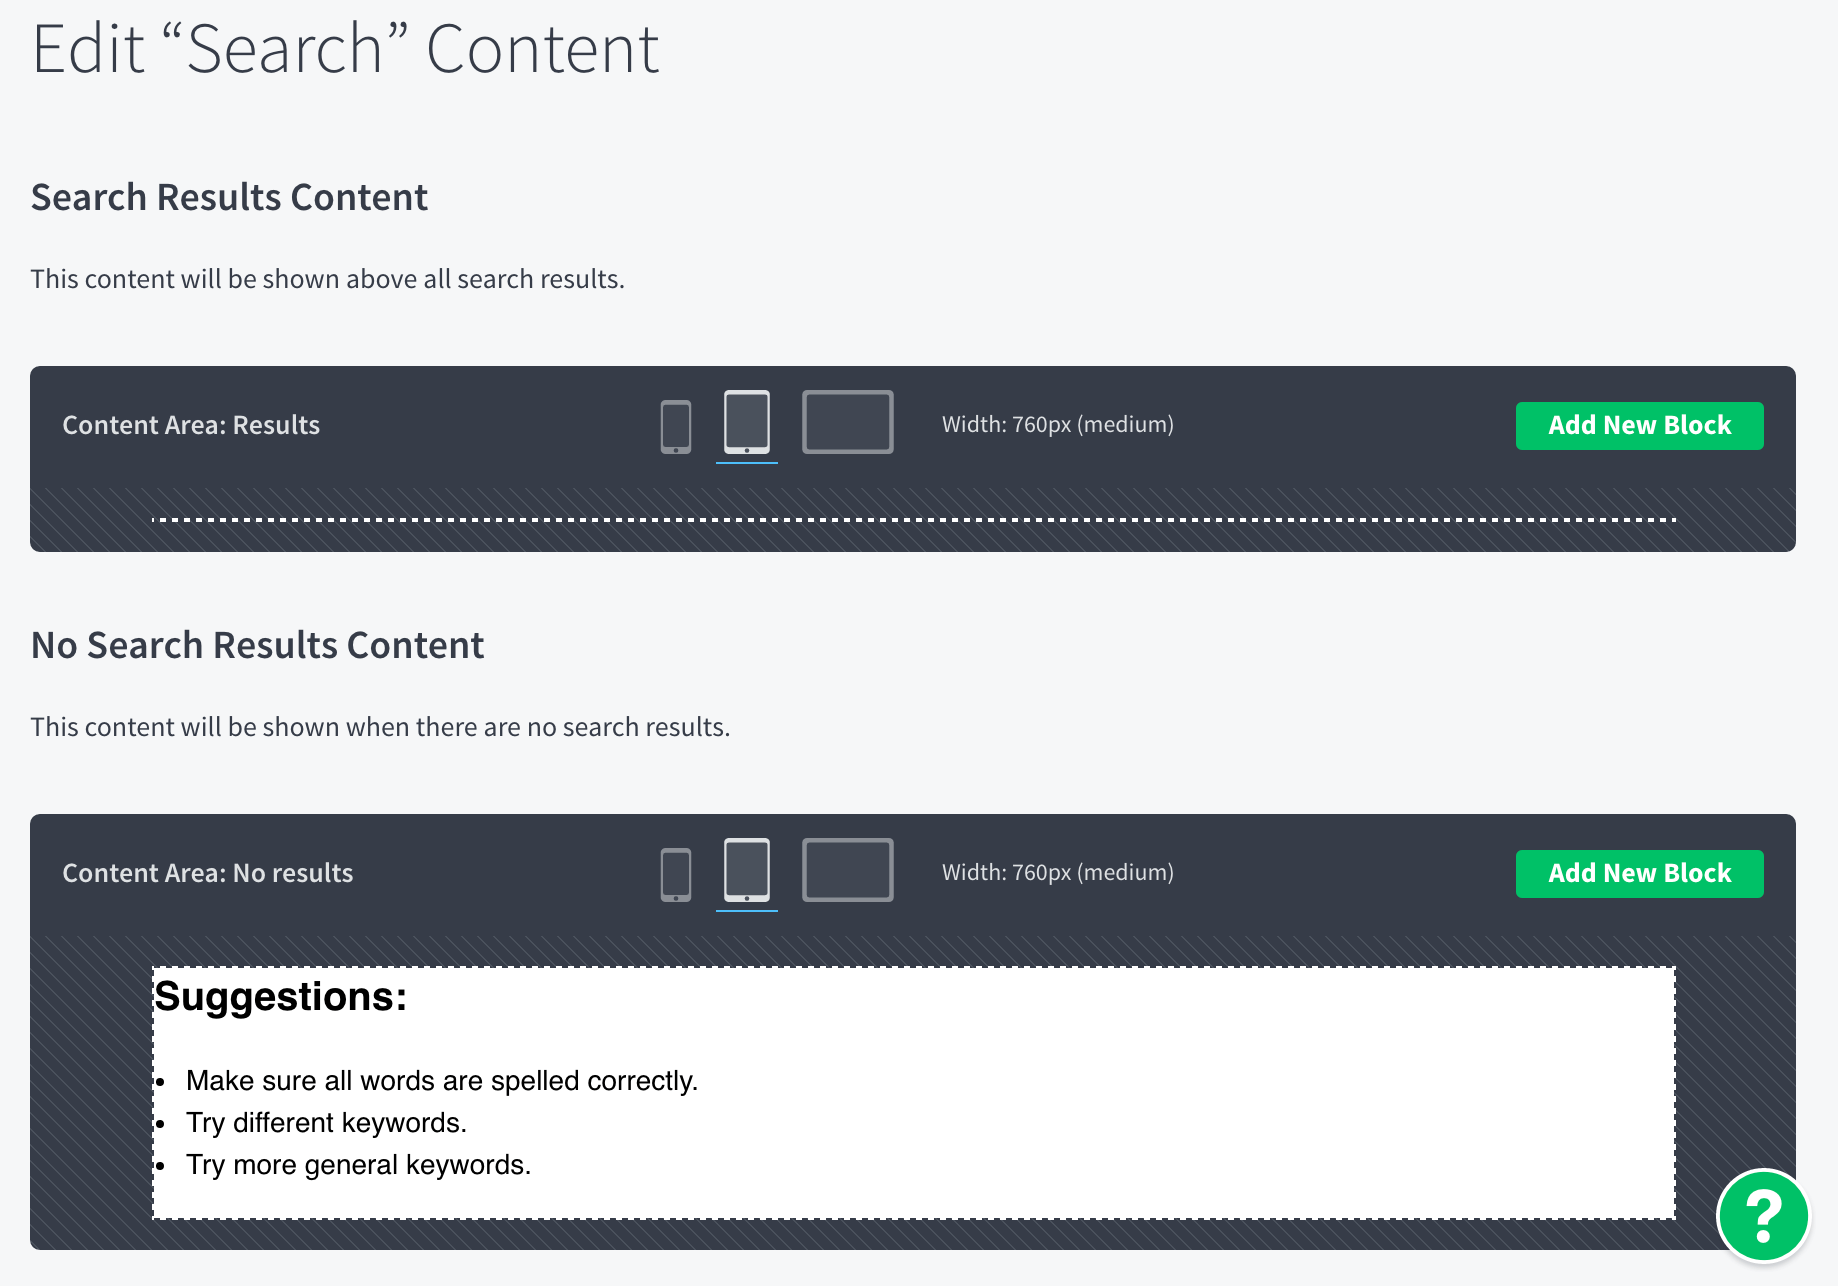 Edit “Search” Content
Search Results Content
This content will be shown above all search results.
Content Area: Results
Width: 760px (medium)
Add New Block
No Search Results Content
This content will be shown when there are no search results.
Content Area: No results
Width: 760px (medium)
Add New Block
Suggestions:
• Make sure all words are spelled correctly.
• Try different keywords.
• Try more general keywords.
?